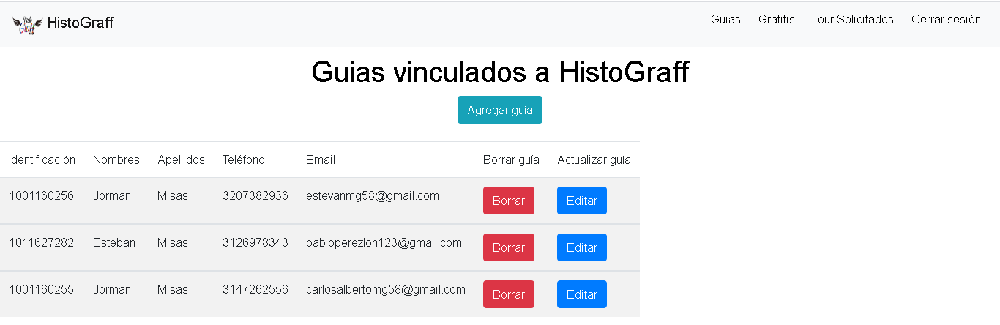 Histo Graff HistoGraff Guias Grafitis Tour Solicitados Cerrar sesión
Guias vinculados a HistoGraff
Agregar guía
Identificación Nombres Apellidos Teléfono Email Borrar guía Actualizar guía
1001160256 Jorman Misas 3207382936 estevanmg58@gmail.com Borrar Editar
1011627282 Esteban Misas 3126978343 pabloperezlon123@gmail.com Borrar Editar
1001160255 Jorman Misas 3147262556 carlosalbertomg58@gmail.com Borrar Editar